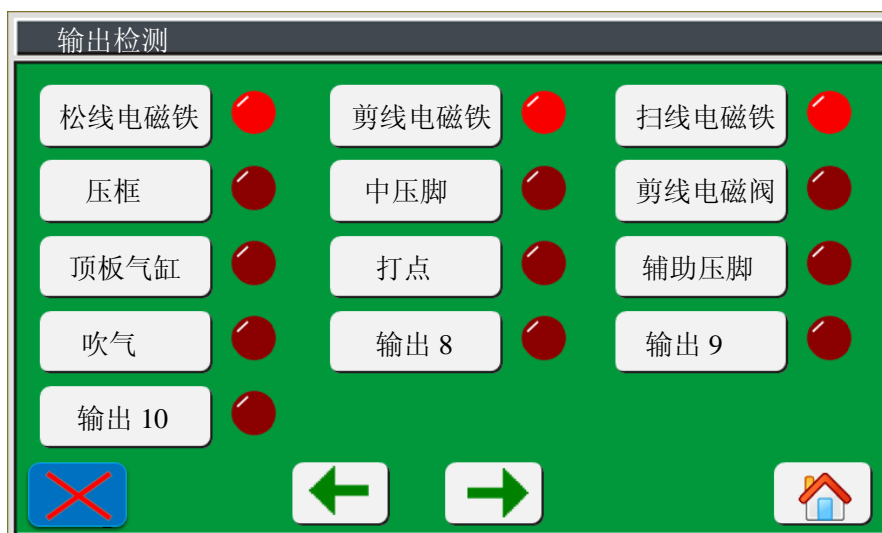 输出检测
松线电磁铁 剪线电磁铁 扫线电磁铁
压框 中压脚 剪线电磁阀
顶板气缸 打点 辅助压脚
吹气 输出 8 输出 9
输出 10